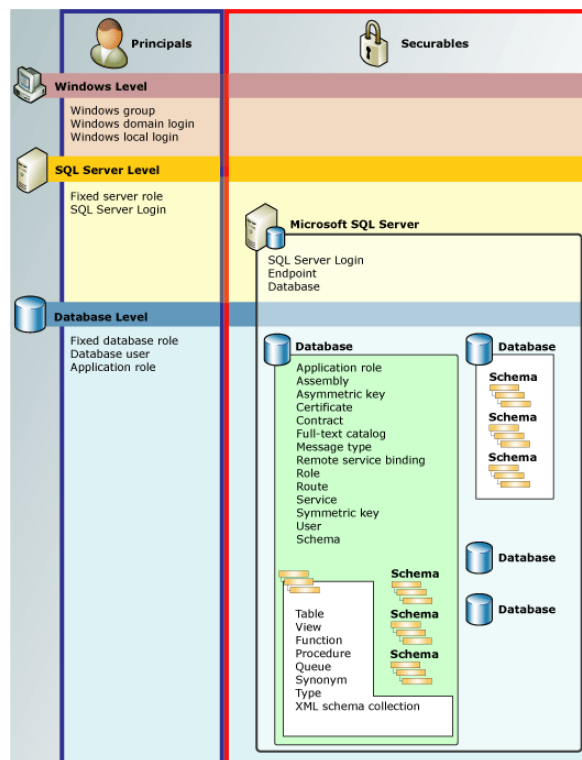 Principals
Securables
Windows Level
Windows group
Windows domain login
Windows local login
SQL Server Level
Fixed server role
SQL Server Login
Microsoft SQL Server
SQL Server Login
Endpoint
Database
Database Level
Fixed database role
Database user
Application role
Database
Application role
Assembly
Asymmetric key
Certificate
Contract
Full-text catalog
Message type
Remote service binding
Role
Route
Service
Symmetric key
User
Schema
Table
View
Function
Procedure
Queue
Synonym
Type
XML schema collection
Schema
Schema
Schema
Database
Schema
Schema
Schema
Database
Database